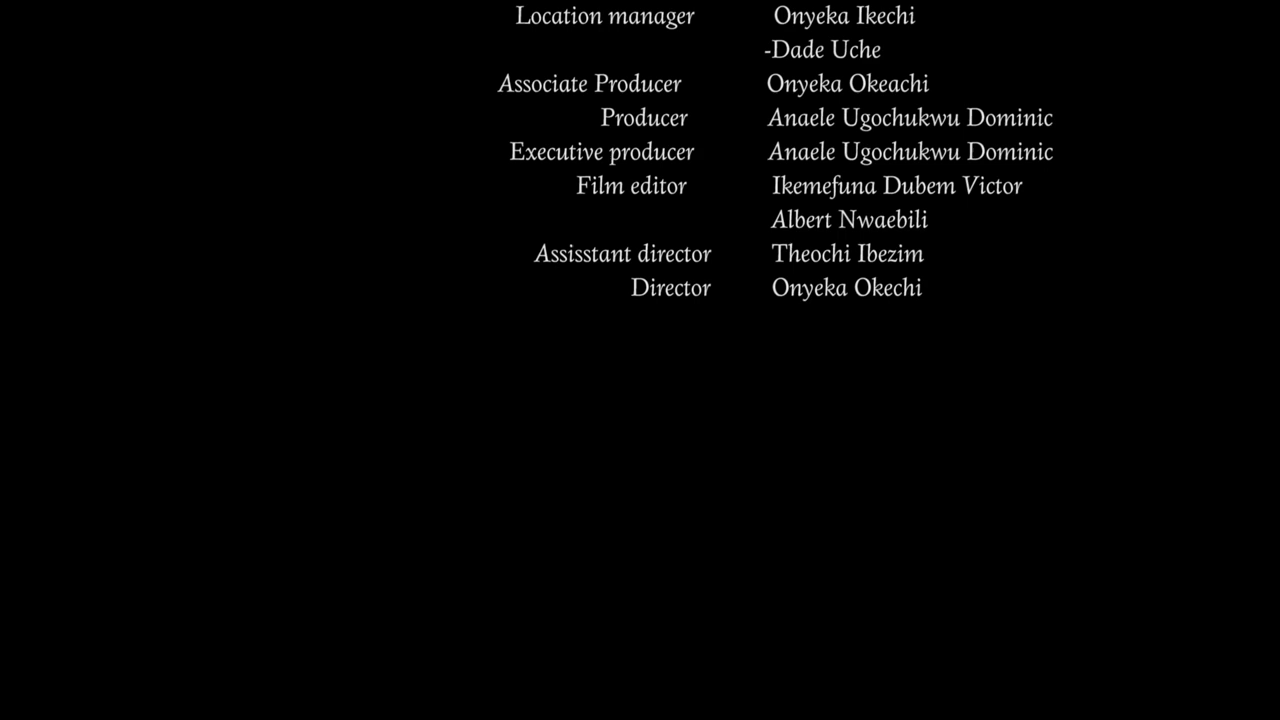 Location manager Onyeka Ikechi
-Dade Uche
Associate Producer Onyeka Okeachi
Producer Anaele Ugochukwu Dominic
Executive producer Anaele Ugochukwu Dominic
Film editor Ikemefuna Dubem Victor
Albert Nwaebili
Assisstant director Theochi Ibezim
Director Onyeka Okechi